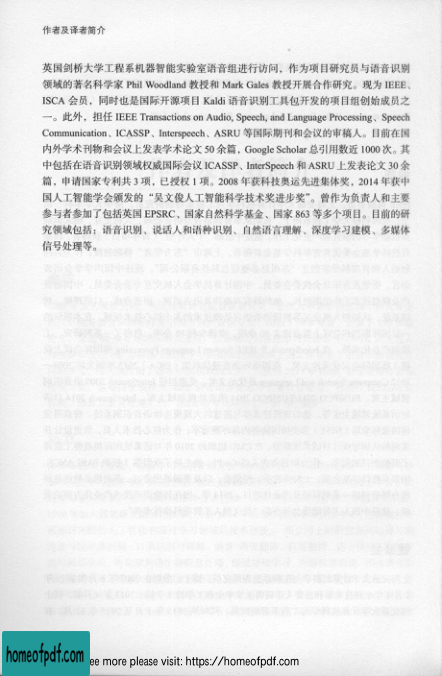 作者及译者简介
英国剑桥大学工程系机器智能实验室语音组进行访问，作为项目研究员与语音识别
领域的著名科学家 Phil Woodland 教授和 Mark Gales 教授开展合作研究。现为 IEEE、
ISCA 会员，同时也是国际开源项目 Kaldi 语音识别工具包开发的项目组创始成员之
一。此外，担任 IEEE Transactions on Audio, Speech, and Language Processing、Speech
Communication、ICASSP、Interspeech、ASRU 等国际期刊和会议的审稿人。目前在国
内外学术刊物和会议上发表学术论文 50 余篇，Google Scholar 总引用数近 1000 次。其
中包括在语音识别领域权威国际会议 ICASSP、InterSpeech 和 ASRU 上发表论文 30 余
篇，申请国家专利共 3 项，已授权 1 项。2008 年获科技奥运先进集体奖，2014 年获中
国人工智能学会颁发的“吴文俊人工智能科学技术奖进步奖”。曾作为负责人和主要
参与者参加了包括英国 EPSRC、国家自然科学基金、国家 863 等多个项目。目前的研
究领域包括：语音识别、说话人和语种识别、自然语言理解、深度学习建模、多媒体
信号处理等。
homeofpdf.com
ee more please visit: https://homeofpdf.com